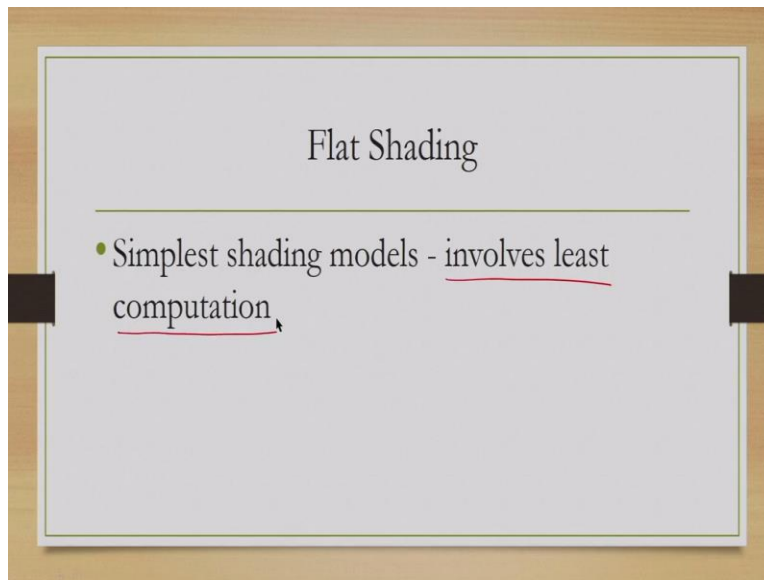 Flat Shading
• Simplest shading models - involves least
computation